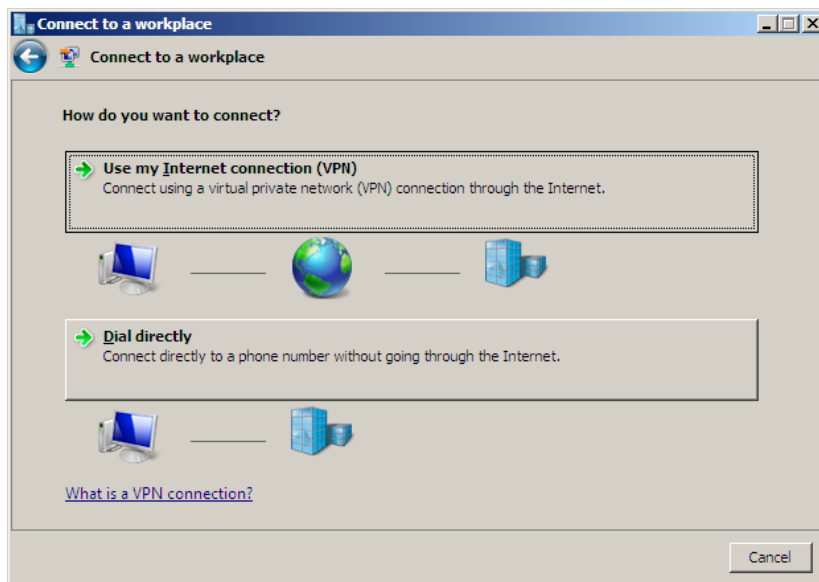 Connect to a workplace
Connect to a workplace
How do you want to connect?
Use my Internet connection (VPN)
Connect using a virtual private network (VPN) connection through the Internet.
Dial directly
Connect directly to a phone number without going through the Internet.
What is a VPN connection?
Cancel